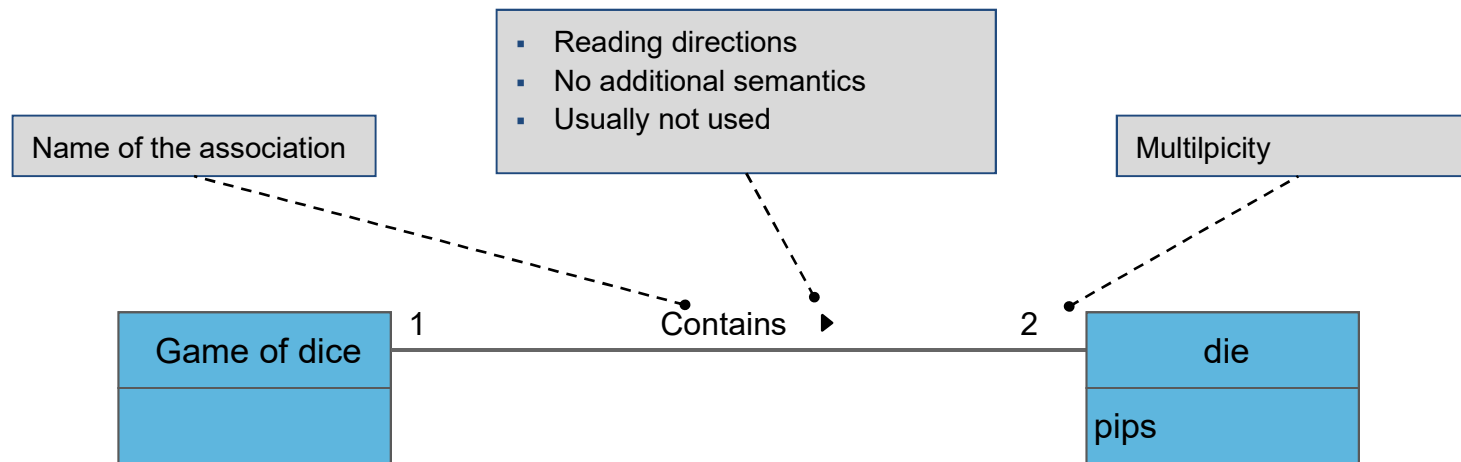 ▪ Reading directions
▪ No additional semantics
▪ Usually not used
Name of the association
Multilpicity
1 Contains 2
Game of dice
die
pips